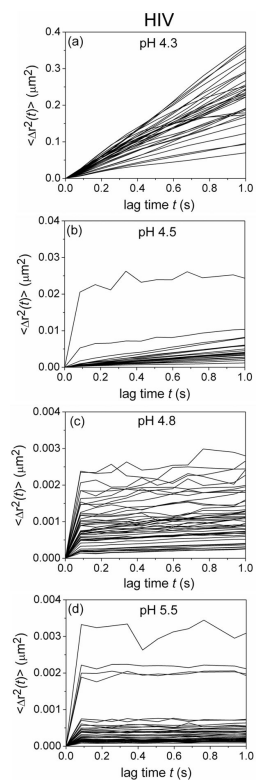 HIV
(a) pH 4.3
<Δr²(t)> (μm2)
0.4
0.3
0.2
0.1
0.0
0.0 0.2 0.4 0.6 0.8 1.0
lag time t (s)
(b) pH 4.5
<Δr²(t)> (μm²)
0.04
0.03
0.02
0.01
0.00
0.0 0.2 0.4 0.6 0.8 1.0
lag time t (s)
(c) pH 4.8
<Δr²(t)> (μm²)
0.004
0.003
0.002
0.001
0.000
0.0 0.2 0.4 0.6 0.8 1.0
lag time t (s)
(d) pH 5.5
<Δr²(t)> (μm²)
0.004
0.003
0.002
0.001
0.000
0.0 0.2 0.4 0.6 0.8 1.0
lag time t (s)